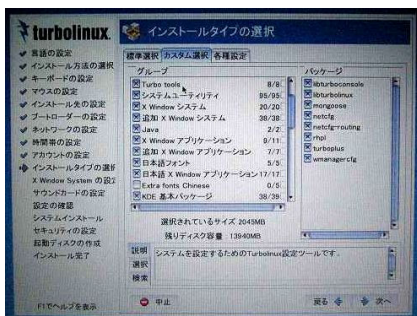 turbolinux.
インストールタイプの選択
言語の設定
インストール方法の選択
キーボードの設定
マウスの設定
インストール先の設定
ブートローダーの設定
ネットワークの設定
時間帯の設定
アカウントの設定
インストールタイプの選択
X Window System の設定
サウンドカードの設定
設定の確認
システムインストール
セキュリティの設定
起動ディスクの作成
インストール完了
F1でヘルプを表示
標準選択 カスタム選択 各種設定
グループ
Turbo tools 8/8
システムユーティリティ 95/95
X Window システム 20/20
追加 X Window システム 38/38
Java 2/2
X Window アプリケーション 9/11
追加 X Window アプリケーション 7/7
日本語フォント 5/5
日本語 X Window アプリケーション 17/17
Extra fonts Chinese 0/5
KDE 基本パッケージ 38/39
パッケージ
libturboconsole
libturbolinux
mongoose
netcfg
netcfg-routing
rhpl
turboplus
wmanagercfg
選択されているサイズ 2045MB
残りディスク容量 : 13940MB
説明
選択
検索
システムを設定するためのTurbolinux設定ツールです。
中止
戻る
次へ